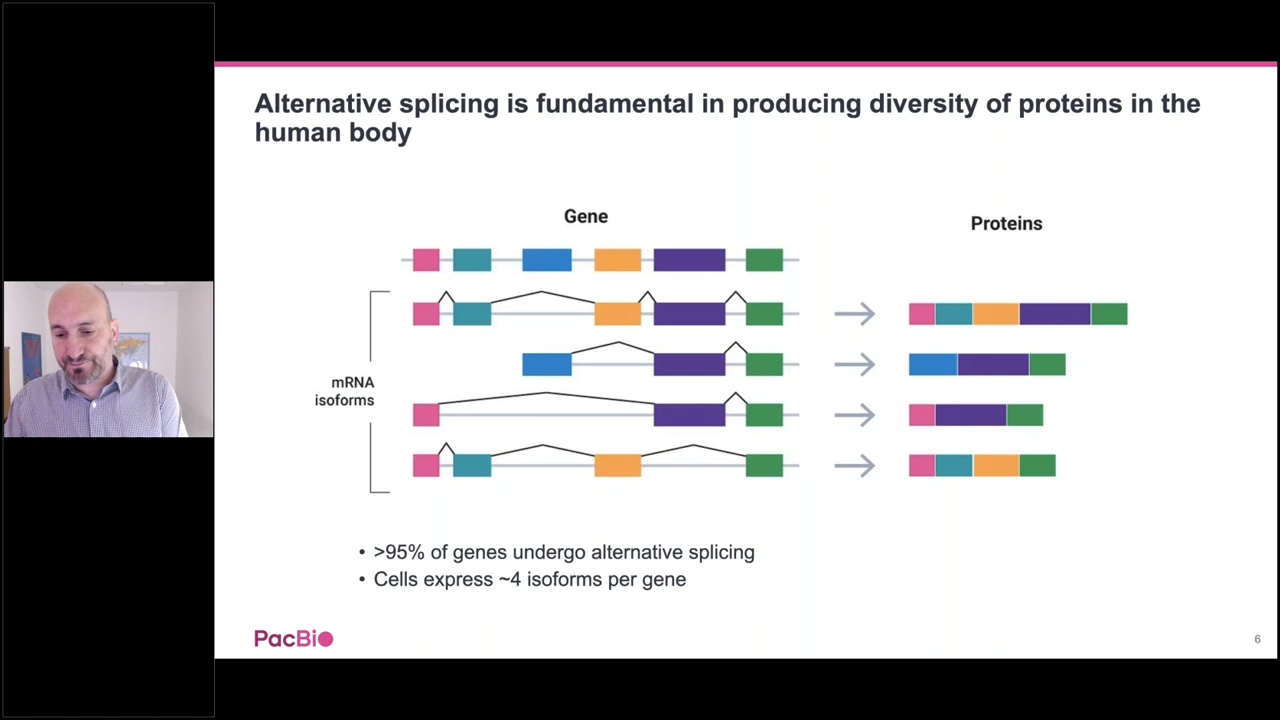 Alternative splicing is fundamental in producing diversity of proteins in the
human body
Gene
Proteins
mRNA
isoforms
• >95% of genes undergo alternative splicing
• Cells express ~4 isoforms per gene
PacBio
6